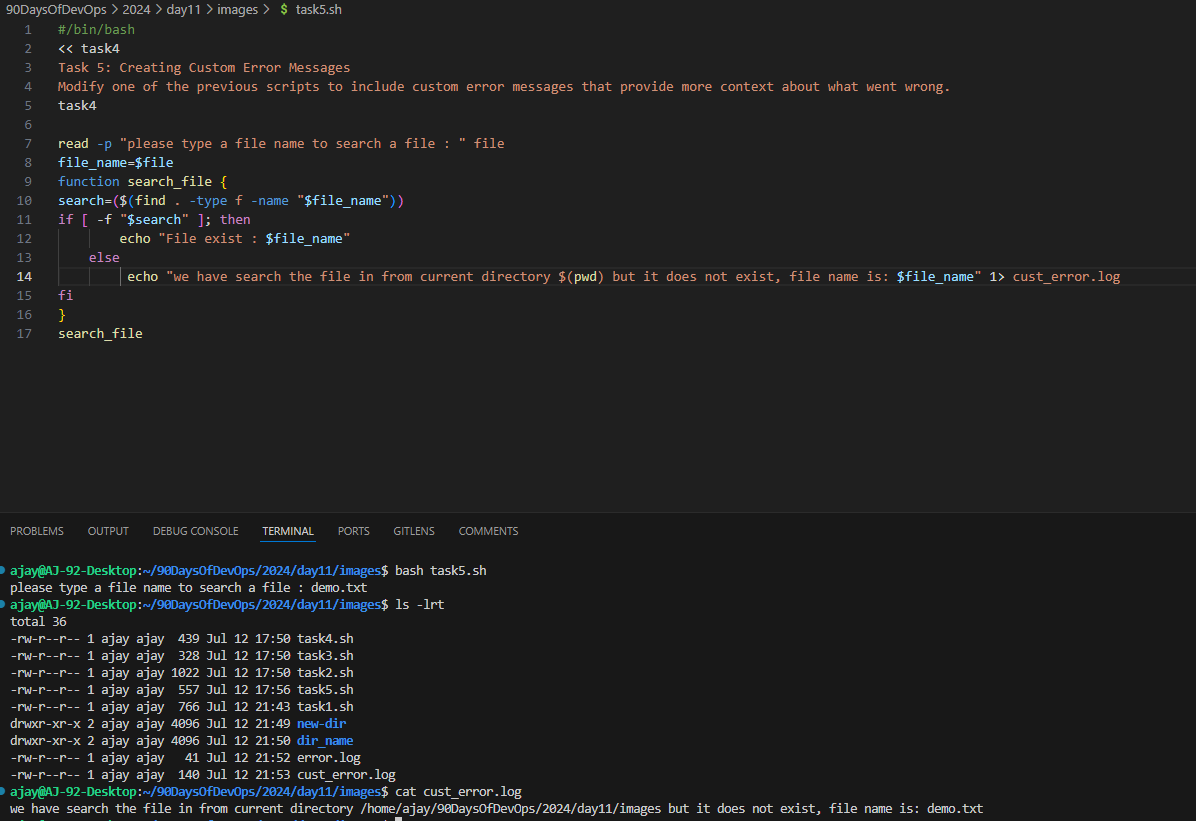 90DaysOfDevOps > 2024 > day11 > images > $ task5.sh
1 #/bin/bash
2 << task4
3 Task 5: Creating Custom Error Messages
4 Modify one of the previous scripts to include custom error messages that provide more context about what went wrong.
5 task4
6
7 read -p "please type a file name to search a file : " file
8 file_name=$file
9 function search_file {
10 search=($(find . -type f -name "$file_name"))
11 if [ -f "$search" ]; then
12 echo "File exist : $file_name"
13 else
14 echo "we have search the file in from current directory $(pwd) but it does not exist, file name is: $file_name" 1> cust_error.log
15 fi
16 }
17 search_file
PROBLEMS OUTPUT DEBUG CONSOLE TERMINAL PORTS GITLENS COMMENTS
ajay@AJ-92-Desktop:~/90DaysOfDevOps/2024/day11/images$ bash task5.sh
please type a file name to search a file : demo.txt
ajay@AJ-92-Desktop:~/90DaysOfDevOps/2024/day11/images$ ls -lrt
total 36
-rw-r--r-- 1 ajay ajay 439 Jul 12 17:50 task4.sh
-rw-r--r-- 1 ajay ajay 328 Jul 12 17:50 task3.sh
-rw-r--r-- 1 ajay ajay 1022 Jul 12 17:50 task2.sh
-rw-r--r-- 1 ajay ajay 557 Jul 12 17:56 task5.sh
-rw-r--r-- 1 ajay ajay 766 Jul 12 21:43 task1.sh
drwxr-xr-x 2 ajay ajay 4096 Jul 12 21:49 new-dir
drwxr-xr-x 2 ajay ajay 4096 Jul 12 21:50 dir_name
-rw-r--r-- 1 ajay ajay 41 Jul 12 21:52 error.log
-rw-r--r-- 1 ajay ajay 140 Jul 12 21:53 cust_error.log
ajay@AJ-92-Desktop:~/90DaysOfDevOps/2024/day11/images$ cat cust_error.log
we have search the file in from current directory /home/ajay/90DaysOfDevOps/2024/day11/images but it does not exist, file name is: demo.txt